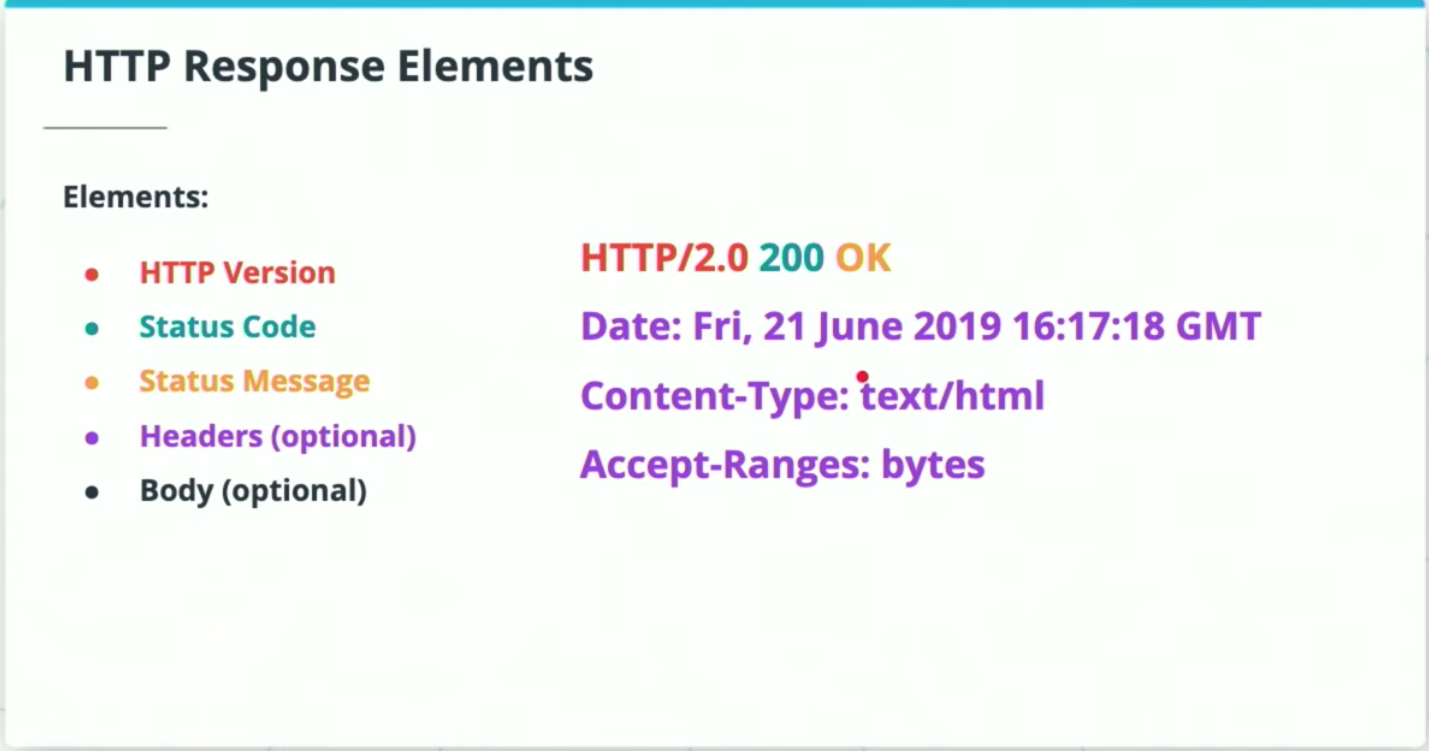 HTTP Response Elements
Elements:
● HTTP Version
● Status Code
● Status Message
● Headers (optional)
● Body (optional)
HTTP/2.0 200 OK
Date: Fri, 21 June 2019 16:17:18 GMT
Content-Type: text/html
Accept-Ranges: bytes